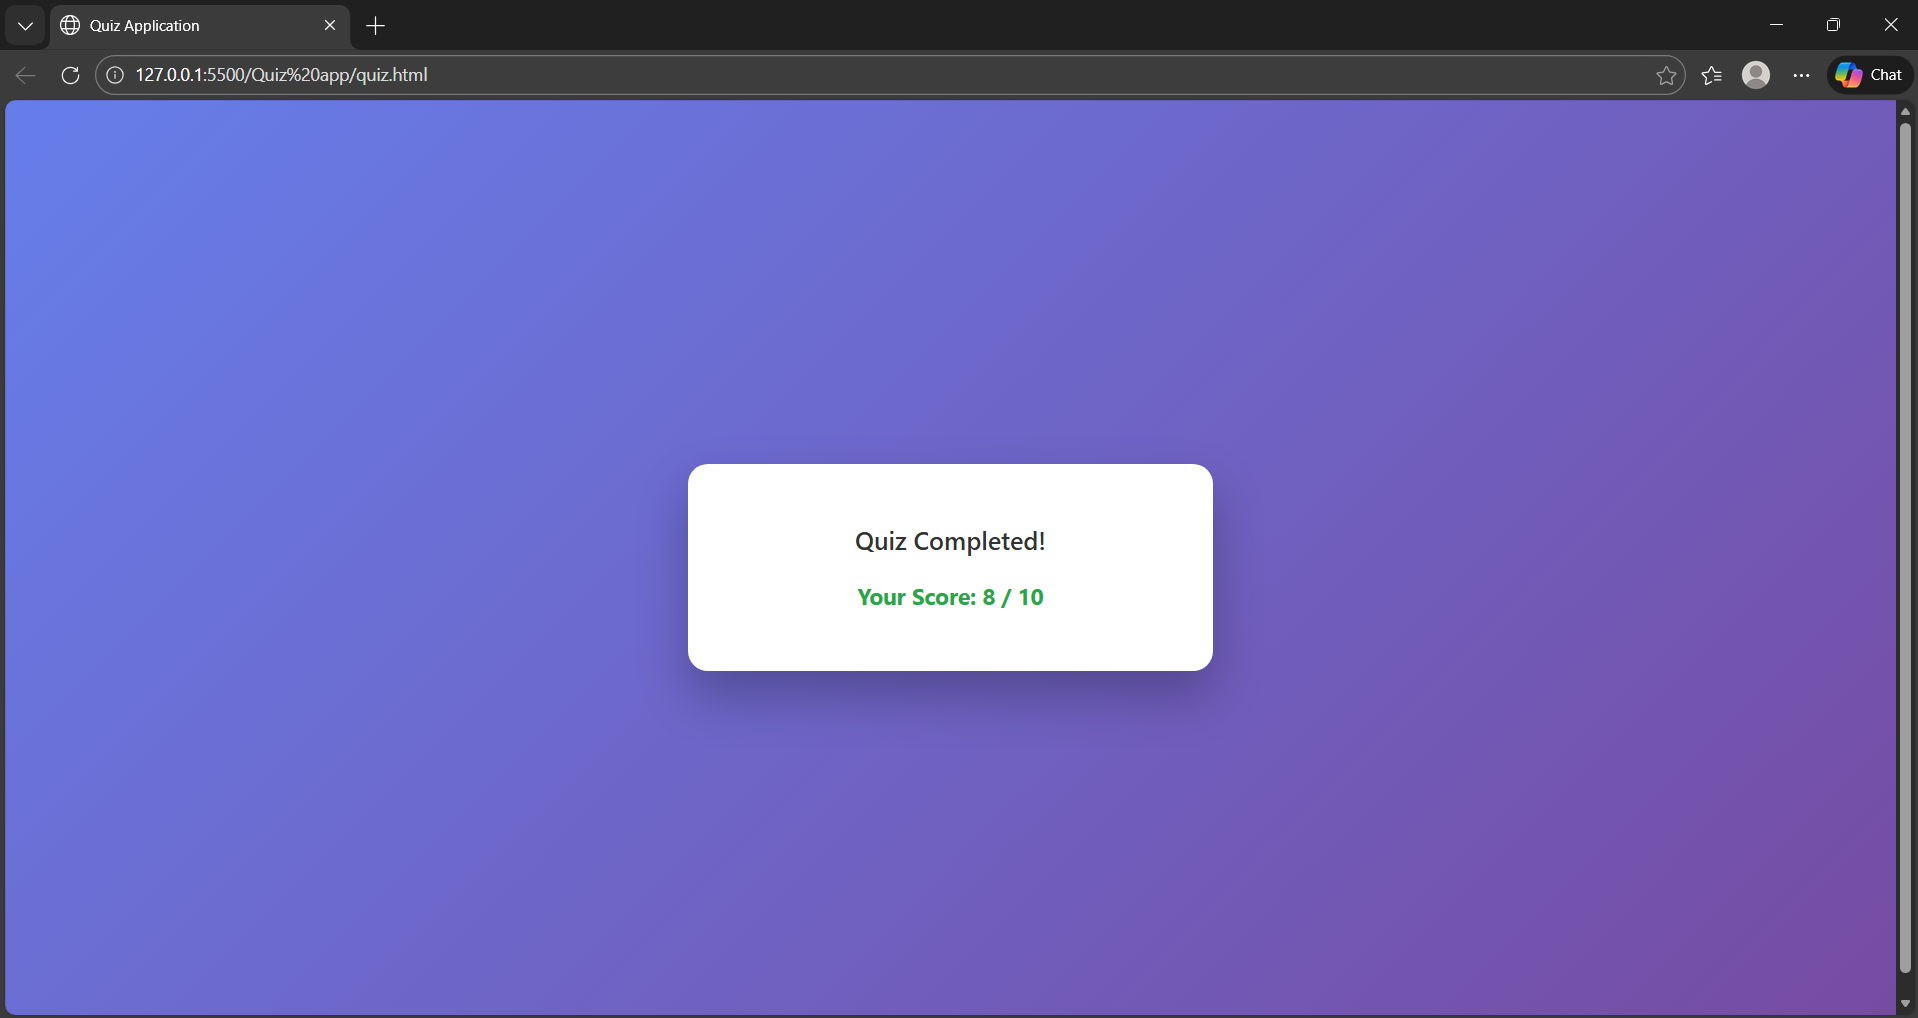 Quiz Application
127.0.0.1:5500/Quiz%20app/quiz.html
Chat
Quiz Completed!
Your Score: 8 / 10